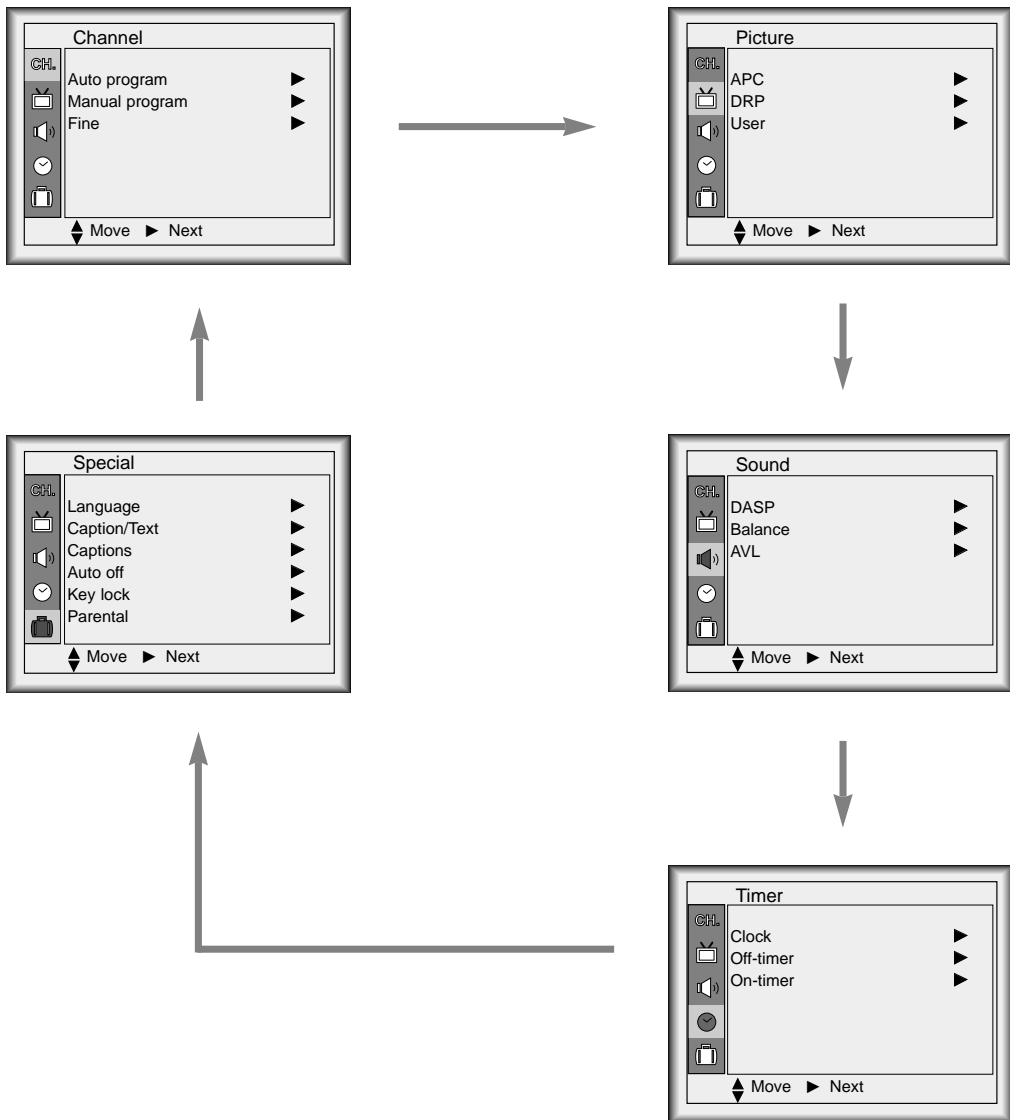 Channel
CH.
Auto program
Manual program
Fine
Move Next
Picture
CH.
APC
DRP
User
Move Next
Special
CH.
Language
Caption/Text
Captions
Auto off
Key lock
Parental
Move Next
Sound
CH.
DASP
Balance
AVL
Move Next
Timer
CH.
Clock
Off-timer
On-timer
Move Next